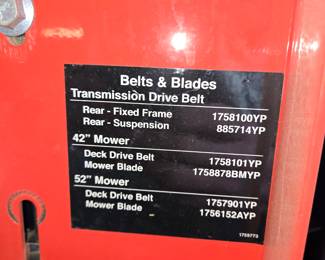 Belts & Blades
Transmission Drive Belt
Rear - Fixed Frame 1758100YP
Rear - Suspension 885714YP
42" Mower
Deck Drive Belt 1758101YP
Mower Blade 1758878BMYP
52" Mower
Deck Drive Belt 1757901YP
Mower Blade 1756152AYP
1759773